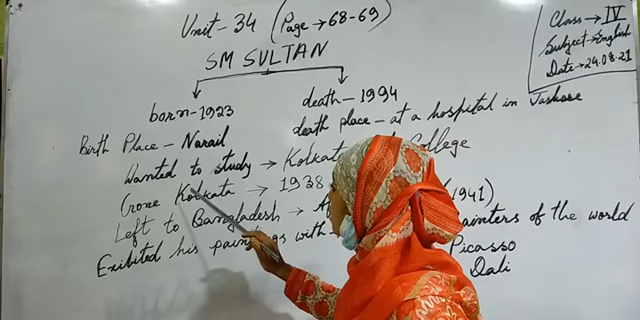 Unit - 34 (Page → 68-69)
SM SULTAN
Class → IV
Subject → English
Date → 24.08.21
born - 1923
death - 1994
Birth Place - Narail
death place - at a hospital in Jashore
Wanted to study → Kolkata College
Gone Kolkata → 1938 (1941)
Left to Bangladesh →
Exibited his paintings with painters of the world
Picasso
Dali